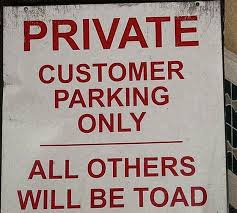 PRIVATE
CUSTOMER
PARKING
ONLY
ALL OTHERS
WILL BE TOAD